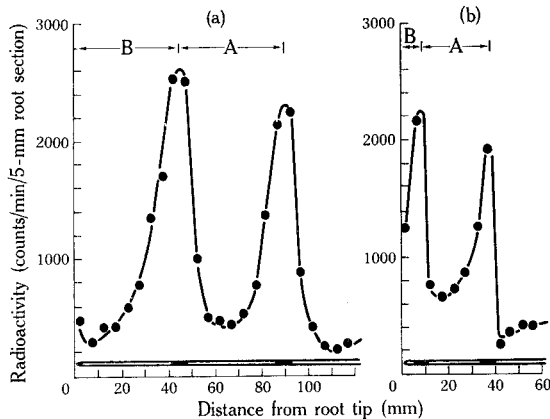 (a)
(b)
B
A
B
A
3000
2000
1000
0
3000
2000
1000
0
20
40
60
80
100
0
20
40
60
Radioactivity (counts/min/5-mm root section)
Distance from root tip (mm)